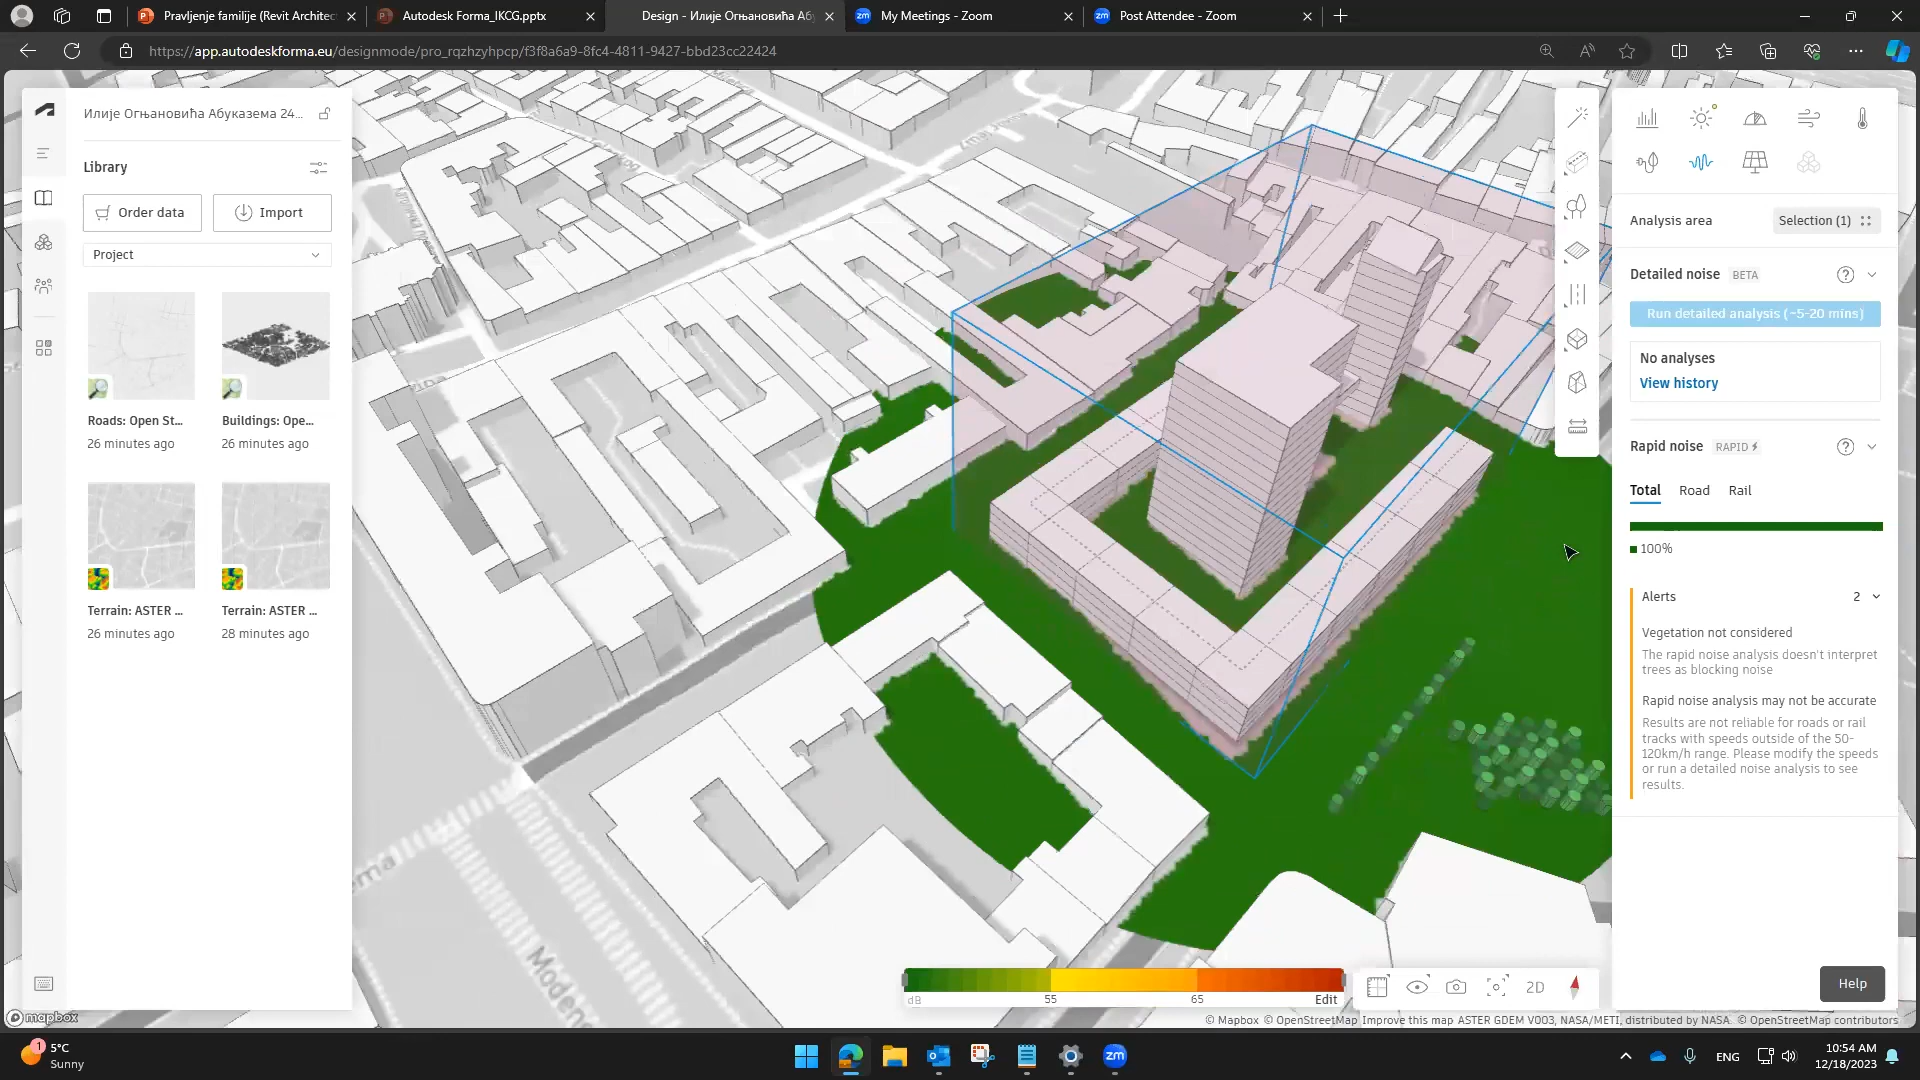 Pravljenje familije (Revit Architec
Autodesk Forma_IKCG.pptx
Design - Илије Огњановића Абу
My Meetings - Zoom
Post Attendee - Zoom
https://app.autodeskforma.eu/designmode/pro_rqzhzyhpcp/f3f8a6a9-8fc4-4811-9427-bbd23cc22424
Илије Огњановића Абуказема 24...
Library
Order data
Import
Project
Roads: Open St...
26 minutes ago
Buildings: Ope...
26 minutes ago
Terrain: ASTER ...
26 minutes ago
Terrain: ASTER ...
28 minutes ago
Analysis area
Selection (1)
Detailed noise BETA
Run detailed analysis (~5-20 mins)
No analyses
View history
Rapid noise RAPID
Total Road Rail
100%
Alerts 2
Vegetation not considered
The rapid noise analysis doesn't interpret
trees as blocking noise
Rapid noise analysis may not be accurate
Results are not reliable for roads or rail
tracks with speeds outside of the 50-
120km/h range. Please modify the speeds
or run a detailed noise analysis to see
results.
Help
dB 55 65 Edit
2D
Modenc
ema
mapbox
© Mapbox © OpenStreetMap Improve this map ASTER GDEM V003, NASA/METI, distributed by NASA. © OpenStreetMap contributors
1
5°C
Sunny
zm
ENG
10:54 AM
12/18/2023